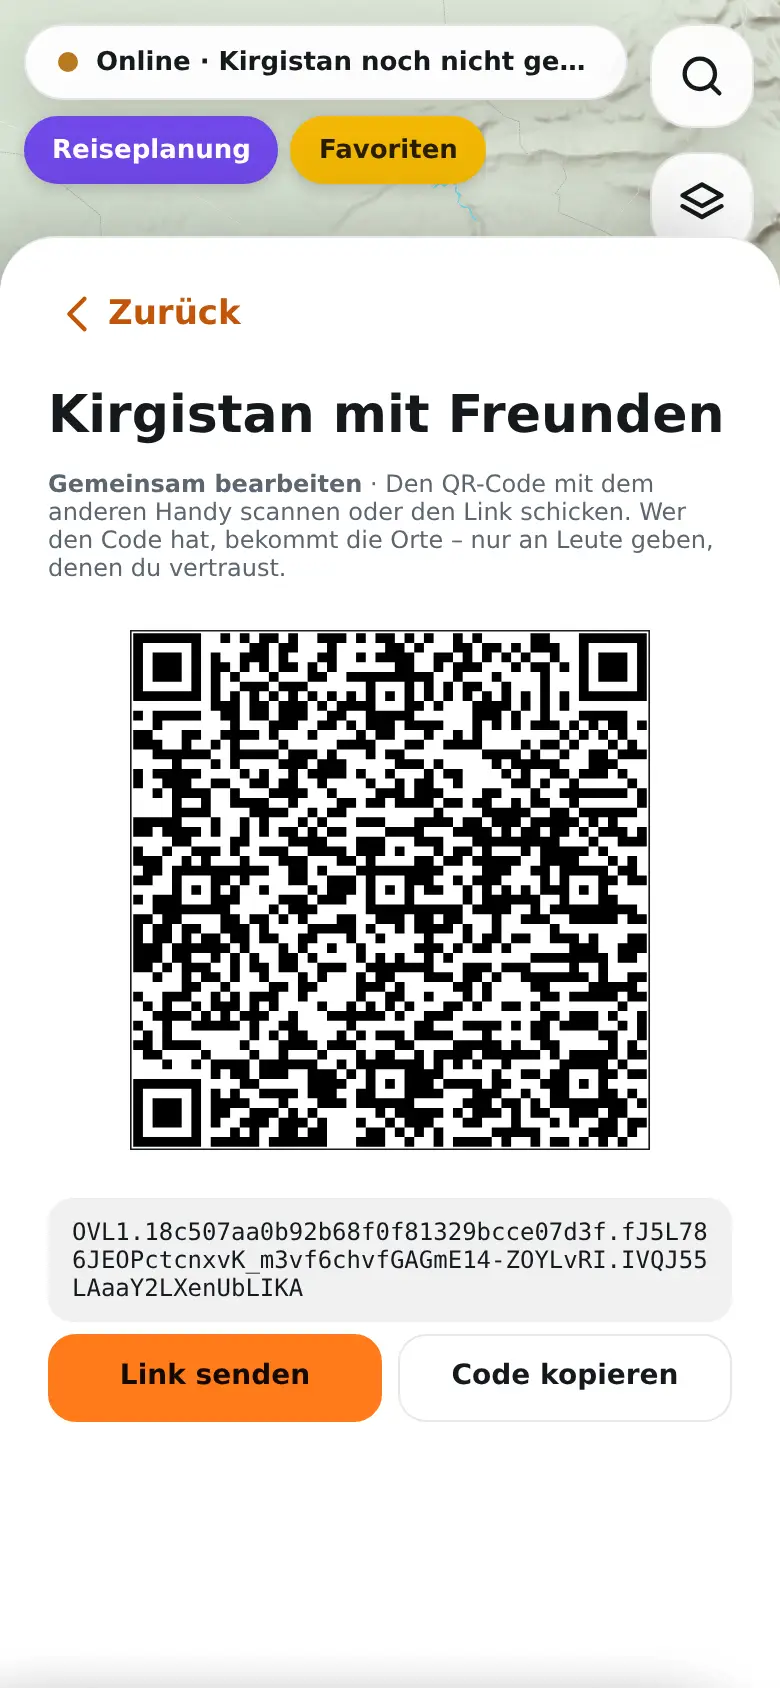 Online · Kirgistan noch nicht ge…
Reiseplanung
Favoriten
Zurück
Kirgistan mit Freunden
Gemeinsam bearbeiten · Den QR-Code mit dem
anderen Handy scannen oder den Link schicken. Wer
den Code hat, bekommt die Orte – nur an Leute geben,
denen du vertraust.
OVL1.18c507aa0b92b68f0f81329bcce07d3f.fJ5L78
6JEOPctcnxvK_m3vf6chvfGAGmE14-ZOYLvRI.IVQJ55
LAaaY2LXenUbLIKA
Link senden
Code kopieren